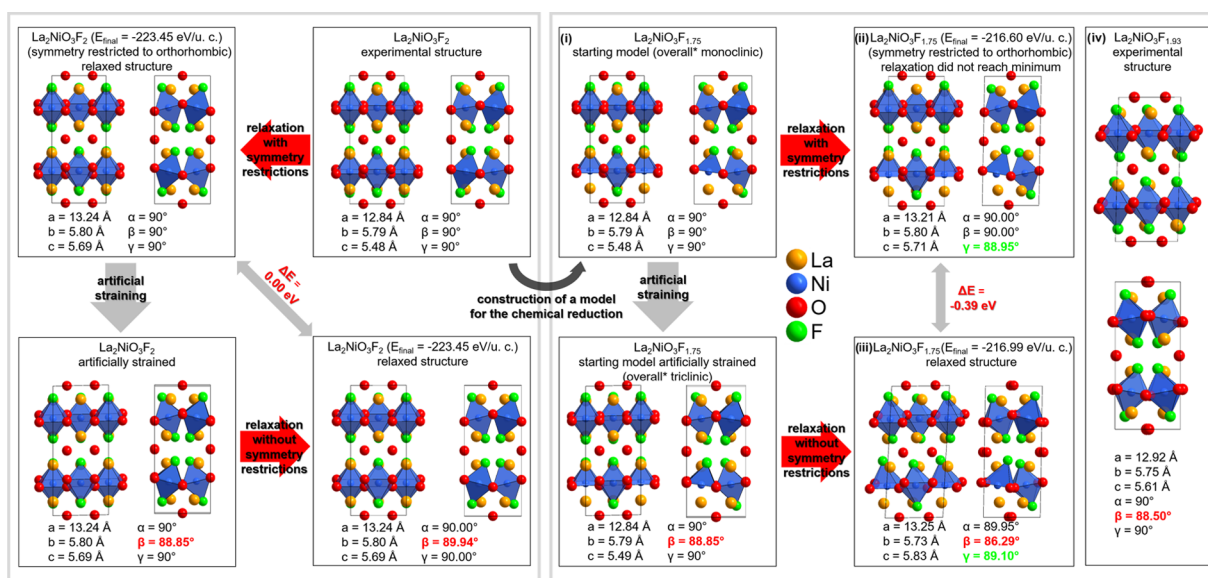 La₂NiO₃F₂ (E_final = -223.45 eV/u. c.)
(symmetry restricted to orthorhombic)
relaxed structure
a = 13.24 Å α = 90°
b = 5.80 Å β = 90°
c = 5.69 Å γ = 90°
relaxation
with
symmetry
restrictions
La₂NiO₃F₂
experimental structure
a = 12.84 Å α = 90°
b = 5.79 Å β = 90°
c = 5.48 Å γ = 90°
(i)
La₂NiO₃F₁.₇₅
starting model (overall* monoclinic)
a = 12.84 Å α = 90°
b = 5.79 Å β = 90°
c = 5.48 Å γ = 90°
relaxation
with
symmetry
restrictions
(ii) La₂NiO₃F₁.₇₅ (E_final = -216.60 eV/u. c.)
(symmetry restricted to orthorhombic)
relaxation did not reach minimum
a = 13.21 Å α = 90.00°
b = 5.80 Å β = 90.00°
c = 5.71 Å γ = 88.95°
(iv)
La₂NiO₃F₁.₉₃
experimental
structure
a = 12.92 Å
b = 5.75 Å
c = 5.61 Å
α = 90°
β = 88.50°
γ = 90°
La
Ni
O
F
artificial
straining
ΔE =
0.00 eV
construction of a model
for the chemical reduction
artificial
straining
ΔE =
-0.39 eV
La₂NiO₃F₂
artificially strained
a = 13.24 Å α = 90°
b = 5.80 Å β = 88.85°
c = 5.69 Å γ = 90°
relaxation
without
symmetry
restrictions
La₂NiO₃F₂ (E_final = -223.45 eV/u. c.)
relaxed structure
a = 13.24 Å α = 90.00°
b = 5.80 Å β = 89.94°
c = 5.69 Å γ = 90.00°
La₂NiO₃F₁.₇₅
starting model artificially strained
(overall* triclinic)
a = 12.84 Å α = 90°
b = 5.79 Å β = 88.85°
c = 5.49 Å γ = 90°
relaxation
without
symmetry
restrictions
(iii) La₂NiO₃F₁.₇₅ (E_final = -216.99 eV/u. c.)
relaxed structure
a = 13.25 Å α = 89.95°
b = 5.73 Å β = 86.29°
c = 5.83 Å γ = 89.10°